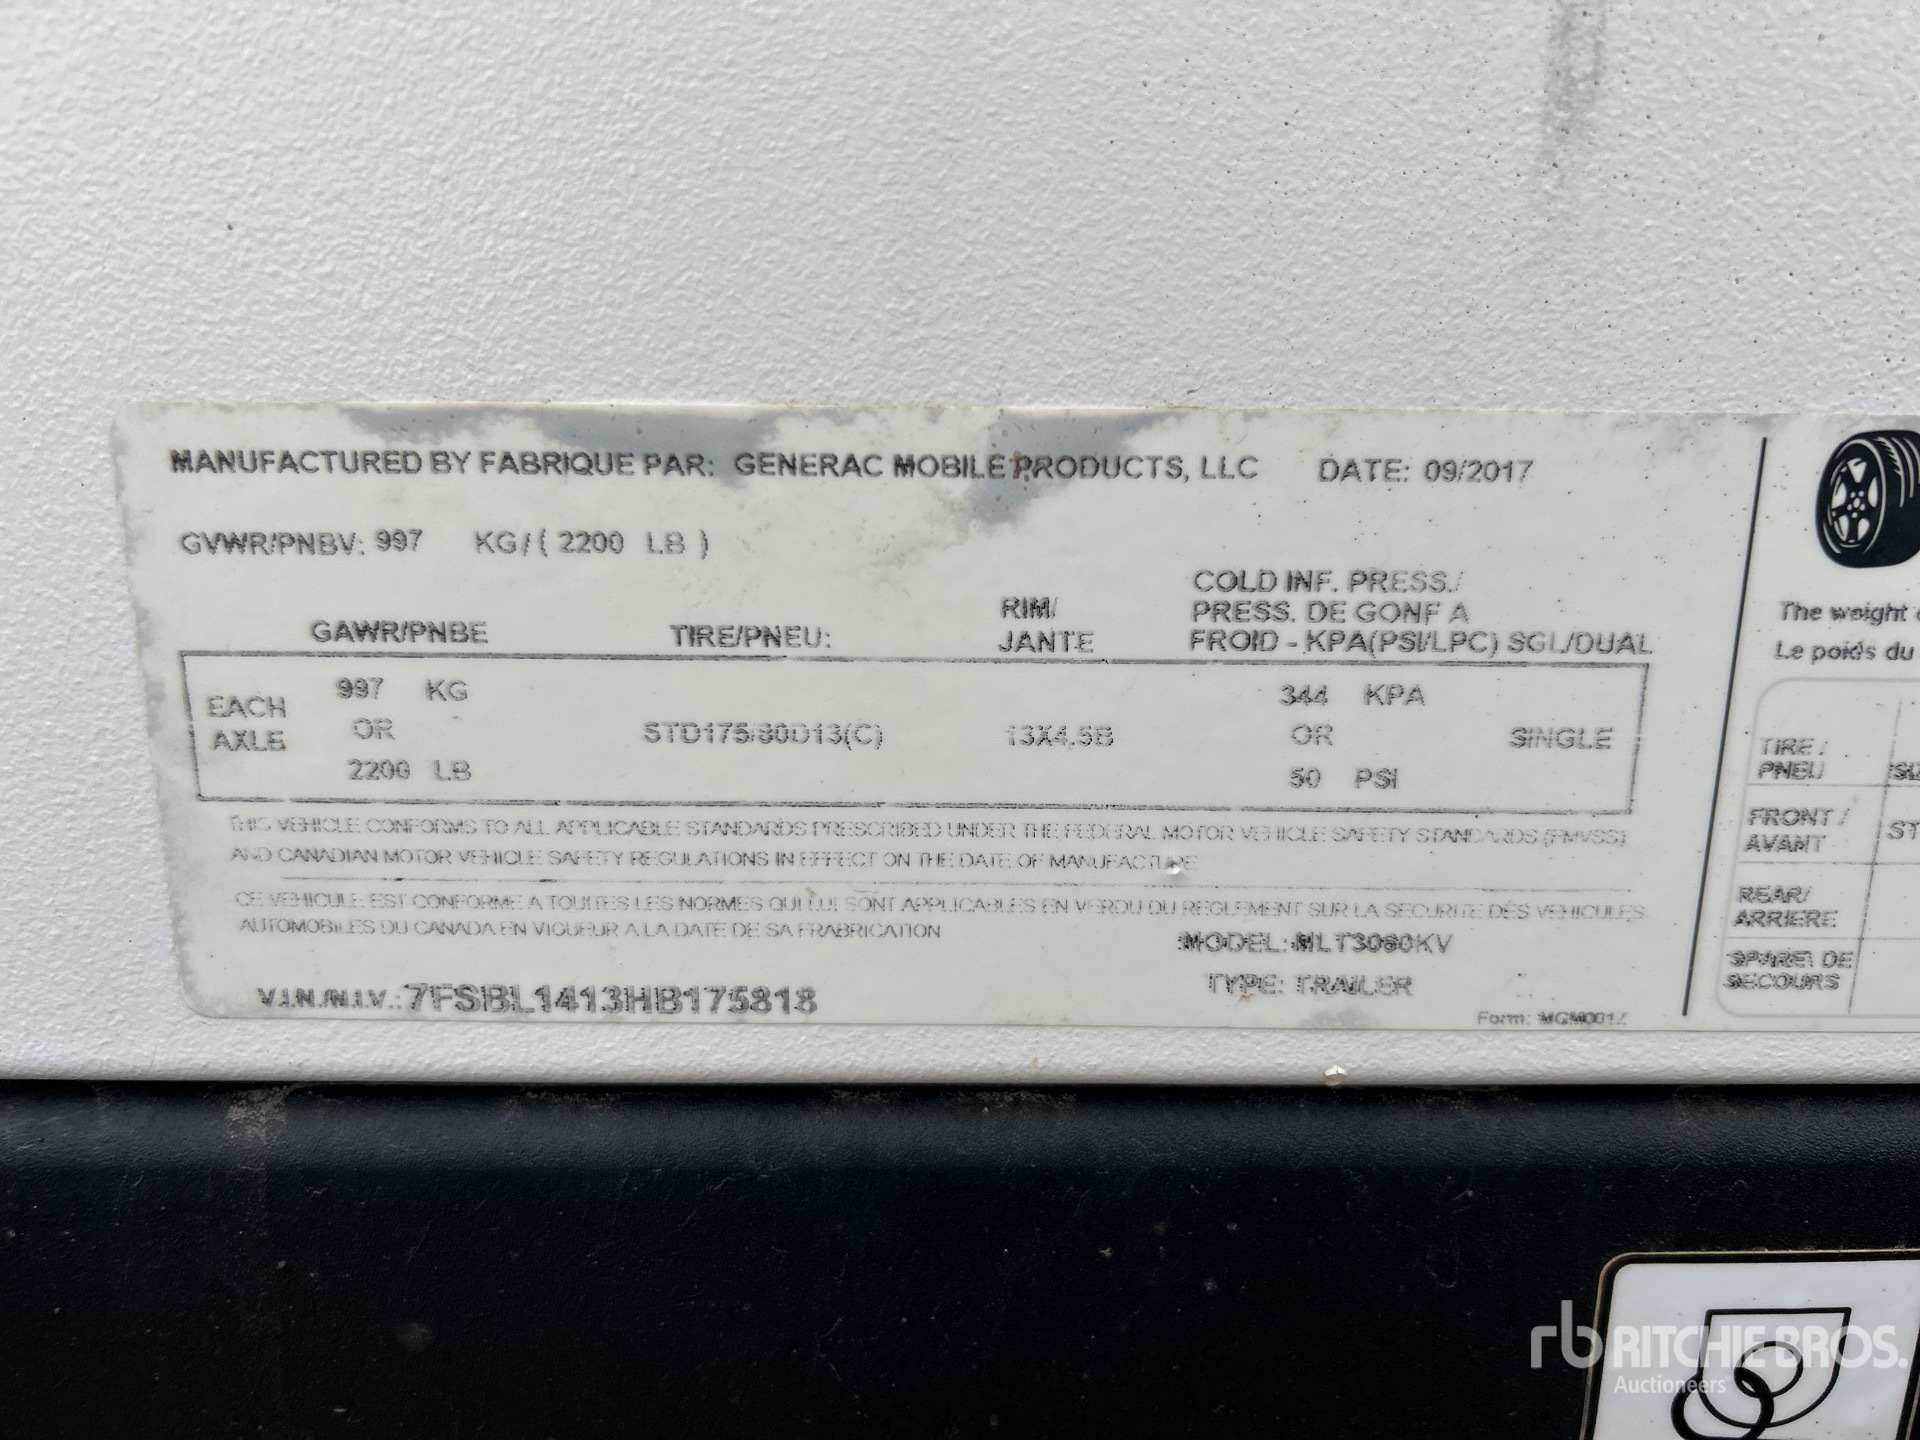 MANUFACTURED BY FABRIQUE PAR: GENERAC MOBILE PRODUCTS, LLC DATE: 09/2017
GVWR/PNBV: 997 KG/( 2200 LB )
GAWR/PNBE TIRE/PNEU: RIM/ JANTE COLD INF. PRESS./ PRESS. DE GONF A FROID - KPA(PSI/LPC) SGL/DUAL
EACH AXLE 997 KG OR 2200 LB STD175/80D13(C) 13X4.5B 344 KPA OR 50 PSI SINGLE
THIS VEHICLE CONFORMS TO ALL APPLICABLE STANDARDS PRESCRIBED UNDER THE FEDERAL MOTOR VEHICLE SAFETY STANDARDS (FMVSS)
AND CANADIAN MOTOR VEHICLE SAFETY REGULATIONS IN EFFECT ON THE DATE OF MANUFACTURE
CE VEHICULE EST CONFORME A TOUTES LES NORMES QUI LUI SONT APPLICABLES EN VERDU DU REGLEMENT SUR LA SECURITE DES VEHICULES
AUTOMOBILES DU CANADA EN VIGUEUR A LA DATE DE SA FRABRICATION
MODEL: MLT3060KV
V.I.N./N.I.V.: 7FSBL1413HB175818 TYPE: TRAILER
Form:
The weight
Le poids du
TIRE / PNEU
FRONT / AVANT ST
REAR/ ARRIERE
SPARE\ DE SECOURS
rb RITCHIE BROS.
Auctioneers